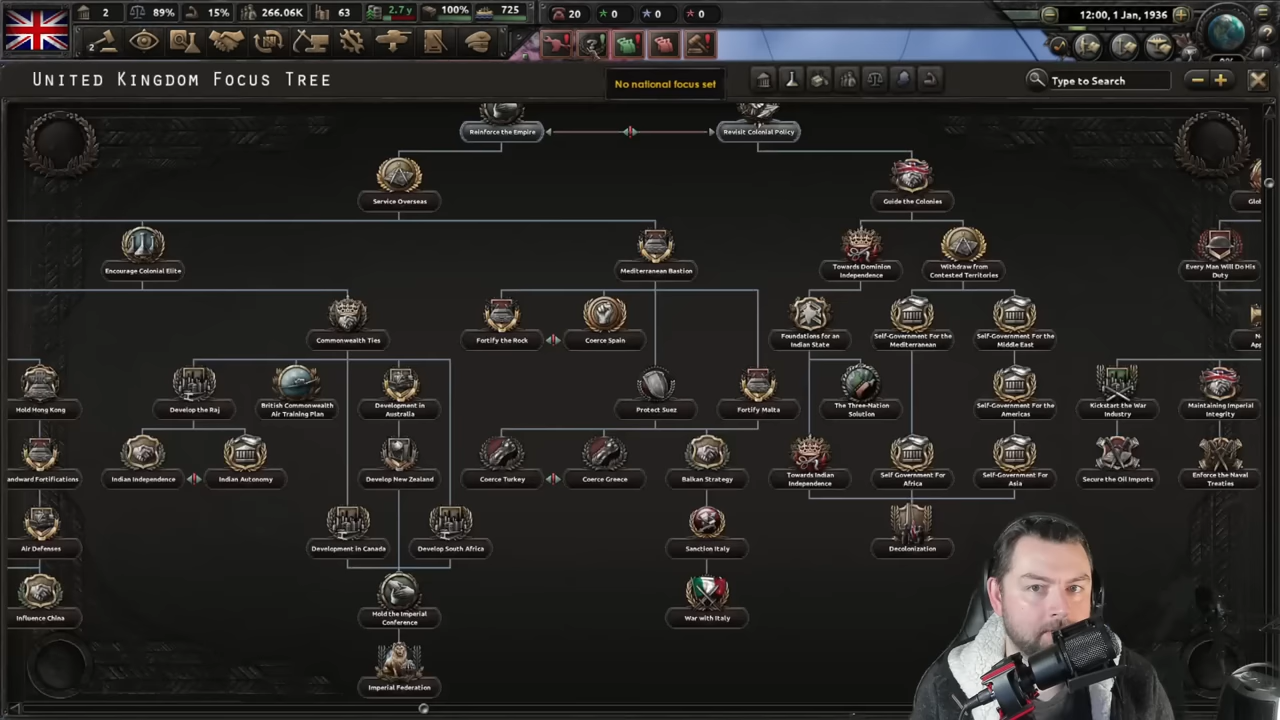 2
89%
15%
266.06K
63
2.7 y
100%
725
20
0
0
0
12:00, 1 Jan, 1936
2
United Kingdom Focus Tree
No national focus set
Type to Search
Reinforce the Empire
Revisit Colonial Policy
Service Overseas
Guide the Colonies
Encourage Colonial Elite
Mediterranean Bastion
Towards Dominion
Independence
Withdraw from
Contested Territories
Every Man Will Do His
Duty
Commonwealth Ties
Fortify the Rock
Coerce Spain
Foundations for an
Indian State
Self-Government For the
Mediterranean
Self-Government For the
Middle East
Hold Hong Kong
Develop the Raj
British Commonwealth
Air Training Plan
Development in
Australia
Protect Suez
Fortify Malta
The Three-Nation
Solution
Self-Government For the
Americas
Kickstart the War
Industry
Maintaining Imperial
Integrity
andward Fortifications
Indian Independence
Indian Autonomy
Develop New Zealand
Coerce Turkey
Coerce Greece
Balkan Strategy
Towards Indian
Independence
Self Government For
Africa
Self-Government For
Asia
Secure the Oil Imports
Enforce the Naval
Treaties
Air Defenses
Development in Canada
Develop South Africa
Sanction Italy
Decolonization
Influence China
Hold the Imperial
Conference
War with Italy
Imperial Federation